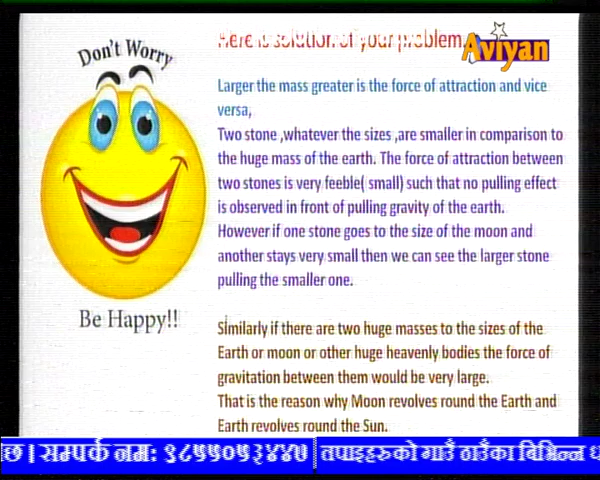 Here is solution of your problem.
Aviyan
Don't Worry
Be Happy!!
Larger the mass greater is the force of attraction and vice
versa,
Two stone ,whatever the sizes ,are smaller in comparison to
the huge mass of the earth. The force of attraction between
two stones is very feeble( small) such that no pulling effect
is observed in front of pulling gravity of the earth.
However if one stone goes to the size of the moon and
another stays very small then we can see the larger stone
pulling the smaller one.
Similarly if there are two huge masses to the sizes of the
Earth or moon or other huge heavenly bodies the force of
gravitation between them would be very large.
That is the reason why Moon revolves round the Earth and
Earth revolves round the Sun.
छ । सम्पर्क नम: ९८५५०५३४४७ तपाइहरुको गाउँ ठाउँका बिभिन्न